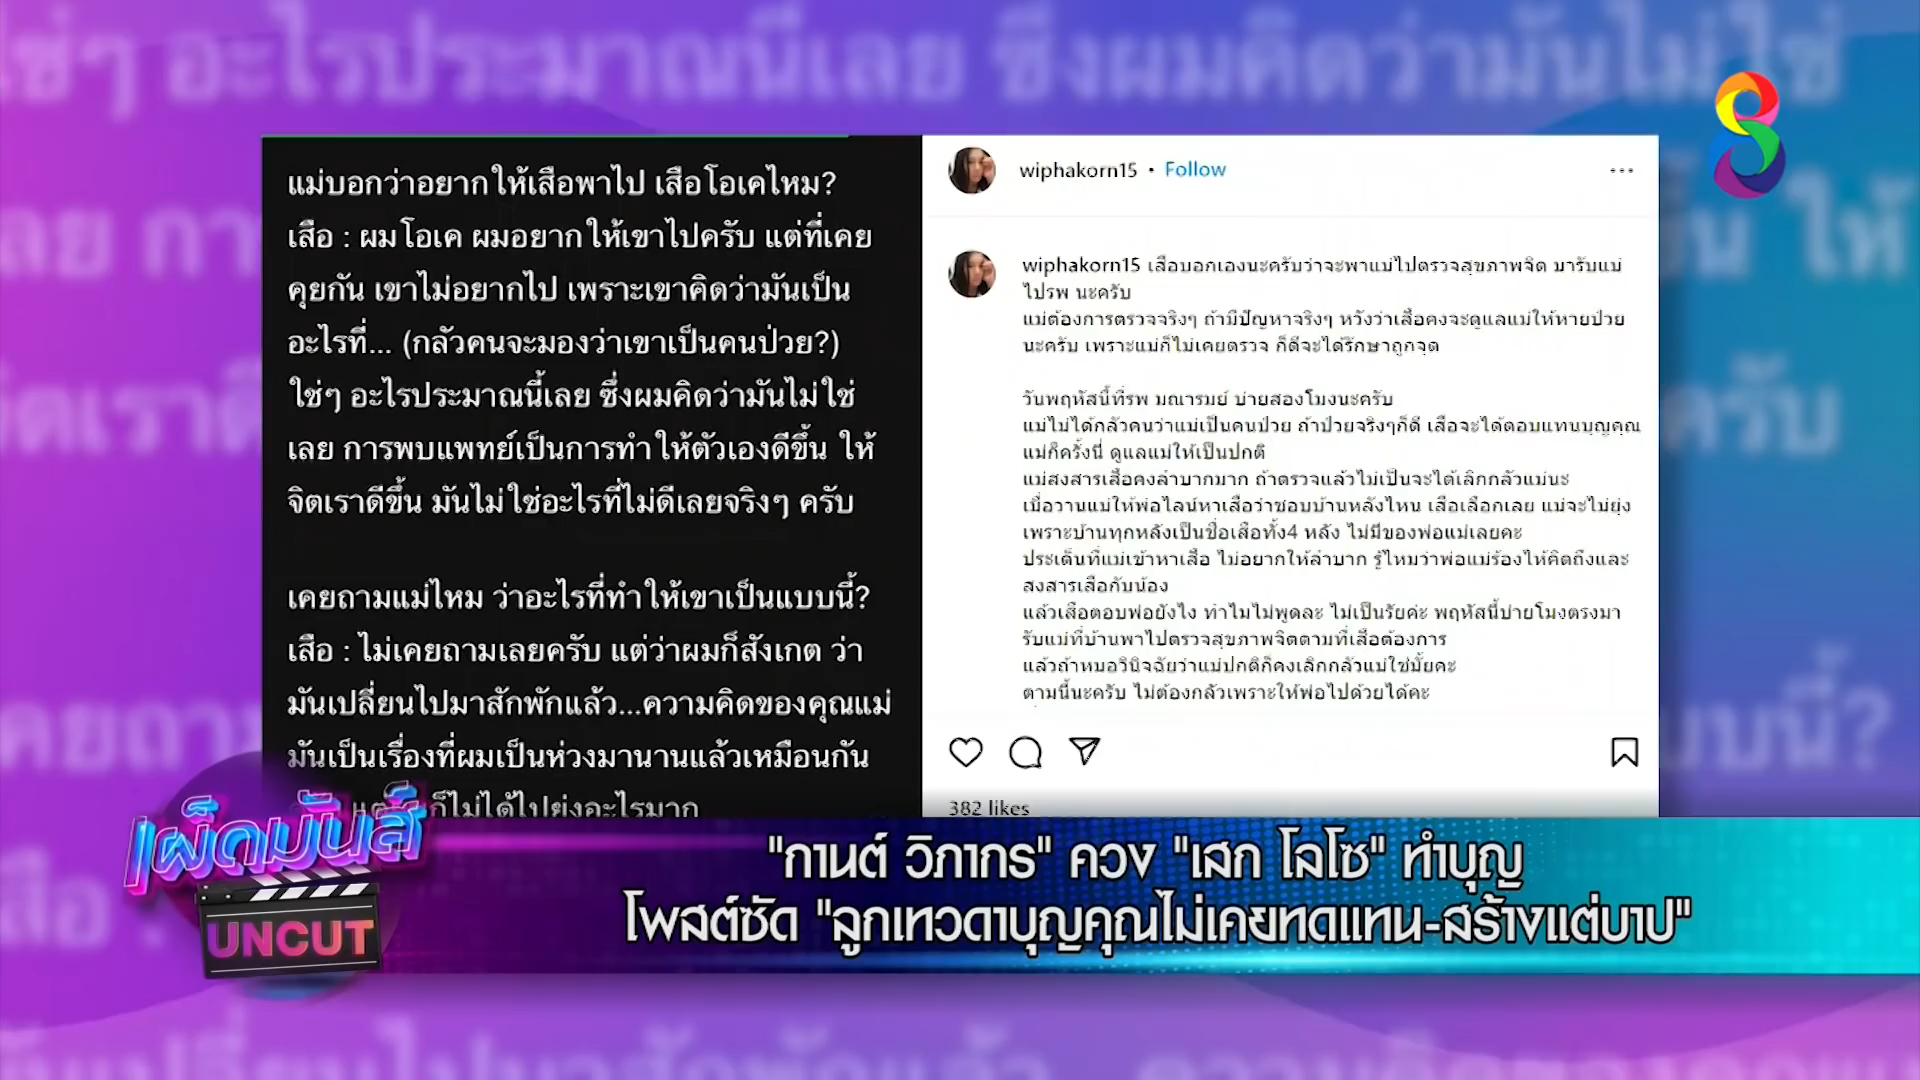 แม่บอกว่าอยากให้เสือพาไป เสือโอเคไหม?
เสือ : ผมโอเค ผมอยากให้เขาไปครับ แต่ที่เคย
คุยกัน เขาไม่อยากไป เพราะเขาคิดว่ามันเป็น
อะไรที่... (กลัวคนจะมองว่าเขาเป็นคนป่วย?)
ใช่ๆ อะไรประมาณนี้เลย ซึ่งผมคิดว่ามันไม่ใช่
เลย การพบแพทย์เป็นการทำให้ตัวเองดีขึ้น ให้
จิตเราดีขึ้น มันไม่ใช่อะไรที่ไม่ดีเลยจริงๆ ครับ
เคยถามแม่ไหม ว่าอะไรที่ทำให้เขาเป็นแบบนี้?
เสือ : ไม่เคยถามเลยครับ แต่ว่าผมก็สังเกต ว่า
มันเปลี่ยนไปมาสักพักแล้ว...ความคิดของคุณแม่
มันเป็นเรื่องที่ผมเป็นห่วงมานานแล้วเหมือนกัน
ก็ไม่ได้ไปยุ่งอะไรมาก
wiphakorn15 • Follow
wiphakorn15 เสือบอกเองนะครับว่าจะพาแม่ไปตรวจสุขภาพจิต มารับแม่
ไปรพ นะครับ
แม่ต้องการตรวจจริงๆ ถ้ามีปัญหาจริงๆ หวังว่าเสือคงจะดูแลแม่ให้หายป่วย
นะครับ เพราะแม่ก็ไม่เคยตรวจ ก็ดีจะได้รักษาถูกจุด
วันพฤหัสนี้ที่รพ มณารมย์ บ่ายสองโมงนะครับ
แม่ไม่ได้กลัวคนว่าแม่เป็นคนป่วย ถ้าป่วยจริงๆก็ดี เสือจะได้ตอบแทนบุญคุณ
แม่ก็ครั้งนี่ ดูแลแม่ให้เป็นปกติ
แม่สงสารเสือคงลำบากมาก ถ้าตรวจแล้วไม่เป็นจะได้เลิกกลัวแม่นะ
เมื่อวานแม่ให้พ่อไลน์หาเสือว่าชอบบ้านหลังไหน เสือเลือกเลย แม่จะไม่ยุ่ง
เพราะบ้านทุกหลังเป็นชื่อเสือทั้ง4 หลัง ไม่มีของพ่อแม่เลยคะ
ประเด็นที่แม่เข้าหาเสือ ไม่อยากให้ลำบาก รู้ไหมว่าพ่อแม่ร้องไห้คิดถึงและ
สงสารเสือกับน้อง
แล้วเสือตอบพ่อยังไง ทำไมไม่พูดละ ไม่เป็นรัยค่ะ พฤหัสนี้บ่ายโมงตรงมา
รับแม่ที่บ้านพาไปตรวจสุขภาพจิตตามที่เสือต้องการ
แล้วถ้าหมอวินิจฉัยว่าแม่ปกติก็คงเลิกกลัวแม่ใช่มั้ยคะ
ตามนี้นะครับ ไม่ต้องกลัวเพราะให้พ่อไปด้วยได้คะ
382 likes
เผ็ดมันส์
UNCUT
"กานต์ วิภากร" ควง "เสก โลโซ" ทำบุญ
โพสต์ซัด "ลูกเทวดาบุญคุณไม่เคยทดแทน-สร้างแต่บาป"
8